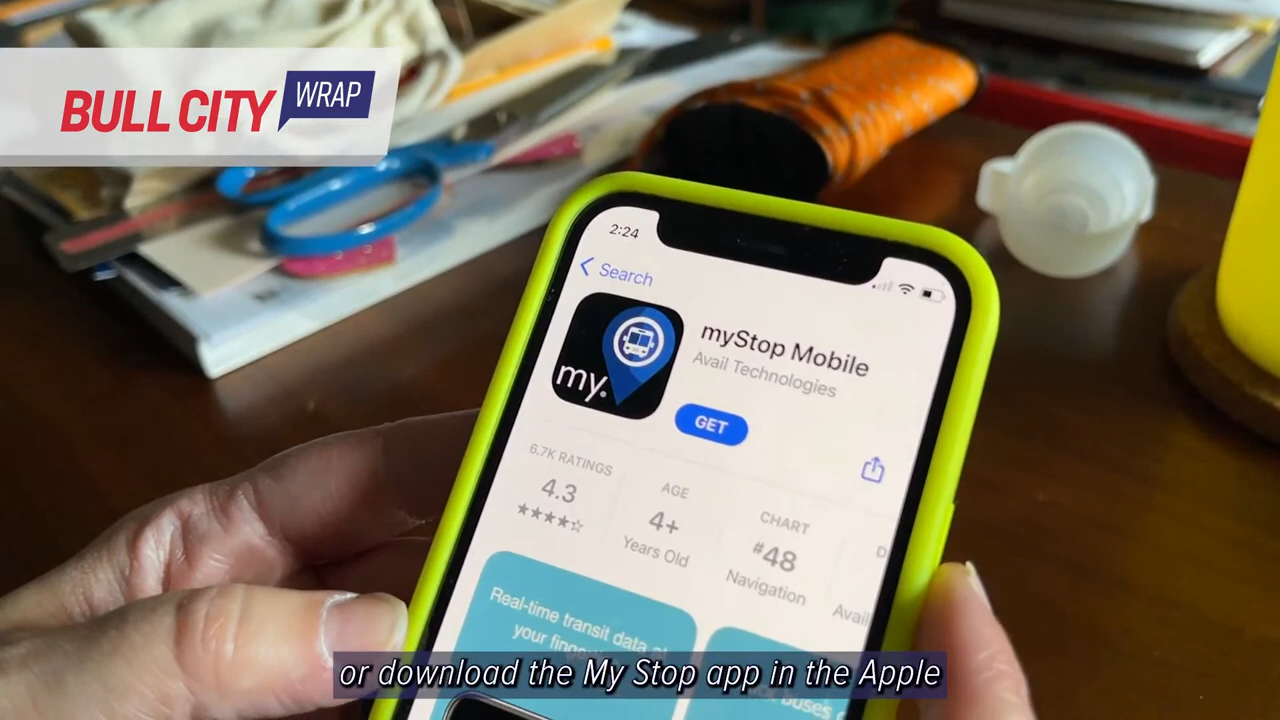 BULL CITY WRAP
2:24
Search
my.
myStop Mobile
Avail Technologies
GET
6.7K RATINGS
4.3
AGE
4+
Years Old
CHART
#48
Navigation
D
Avail
Real-time transit data at
your
buses
or download the My Stop app in the Apple